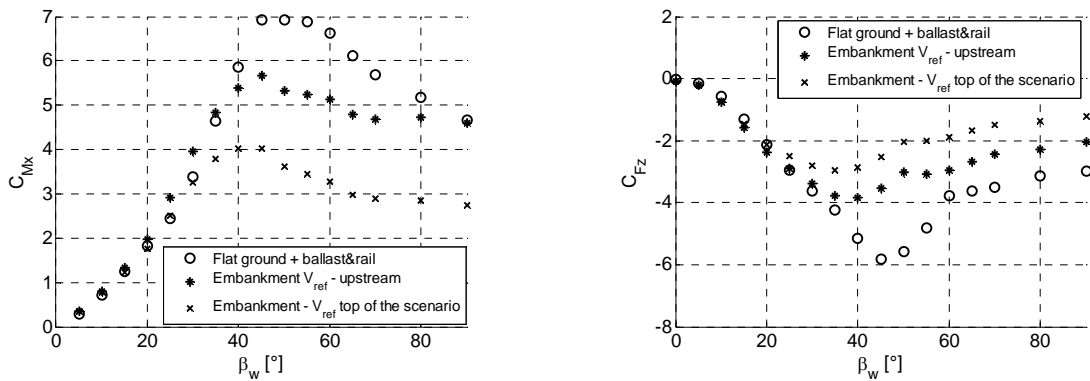 7
6
5
4
3
2
1
0
0 20 40 60 80
C_Mx
β_w [°]
Flat ground + ballast&rail
Embankment V_ref - upstream
Embankment - V_ref top of the scenario
2
0
-2
-4
-6
-8
0 20 40 60 80
C_Fz
β_w [°]
Flat ground + ballast&rail
Embankment V_ref - upstream
Embankment - V_ref top of the scenario